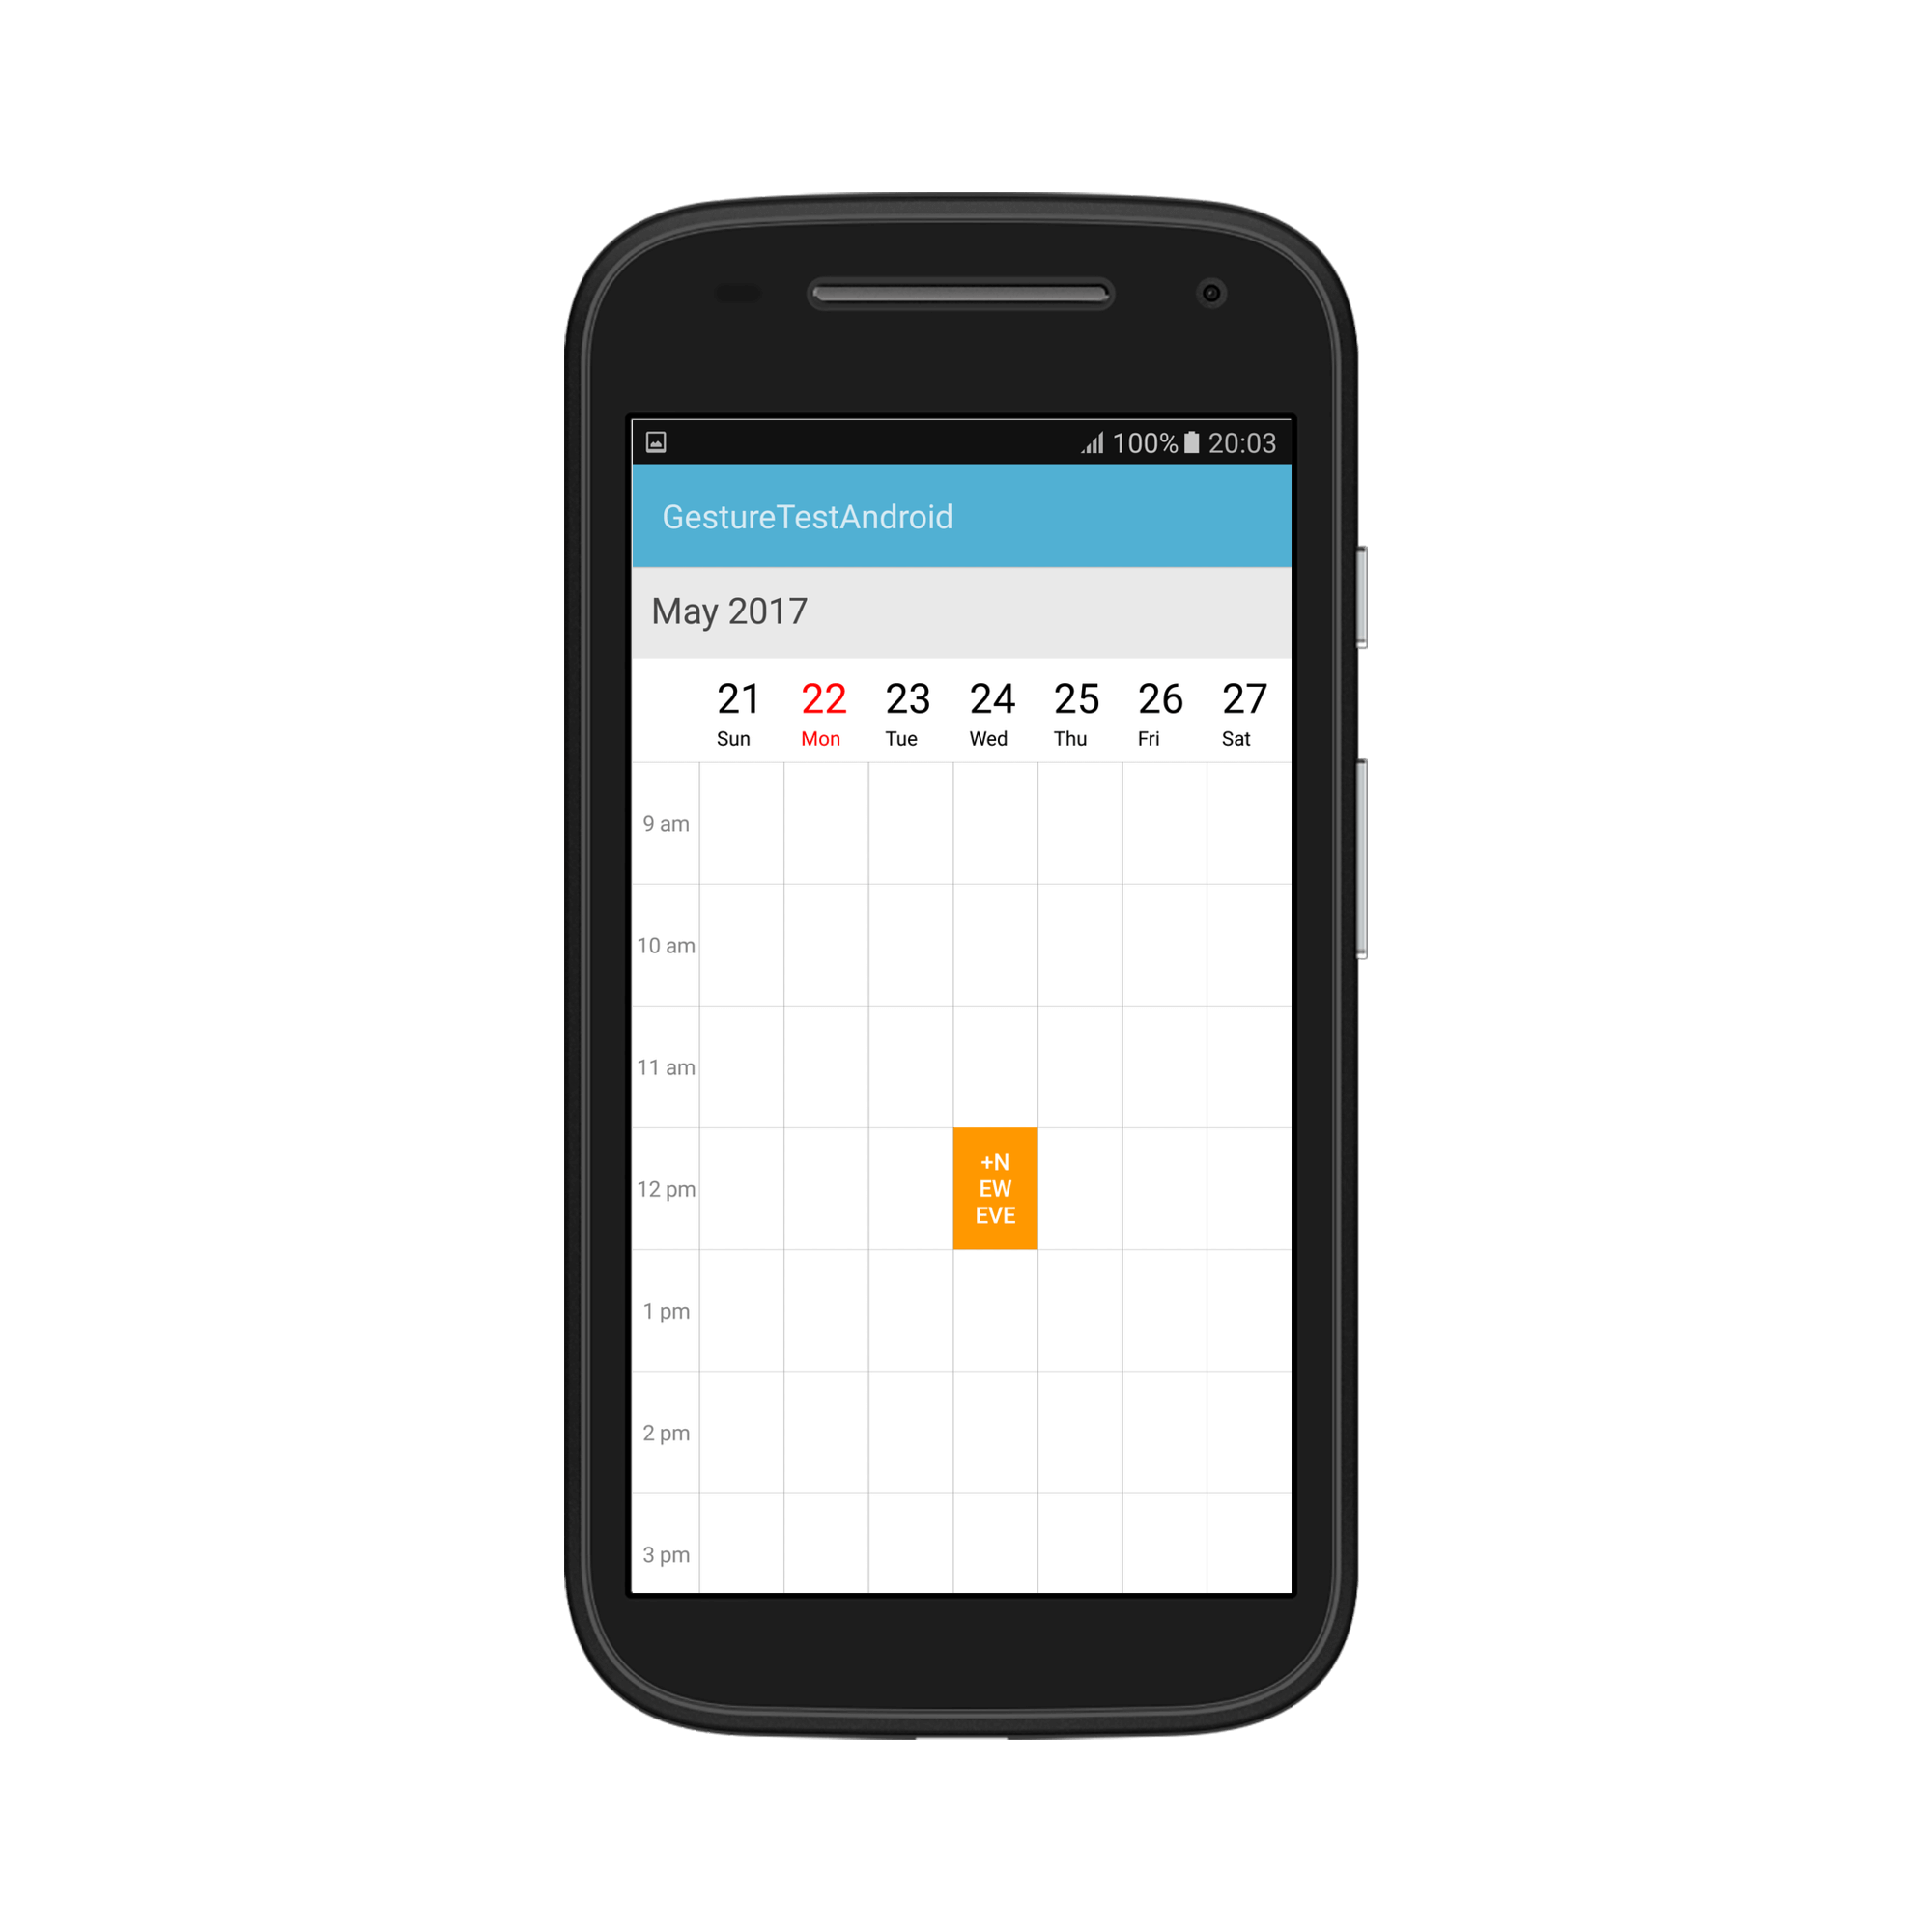 100% 20:03
GestureTestAndroid
May 2017
21 22 23 24 25 26 27
Sun Mon Tue Wed Thu Fri Sat
9 am
10 am
11 am
+N
EW
12 pm
EVE
1 pm
2 pm
3 pm